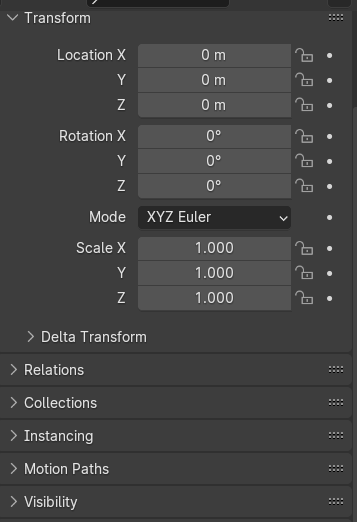 Transform
Location X 0 m
Y 0 m
Z 0 m
Rotation X 0°
Y 0°
Z 0°
Mode XYZ Euler
Scale X 1.000
Y 1.000
Z 1.000
Delta Transform
Relations
Collections
Instancing
Motion Paths
Visibility